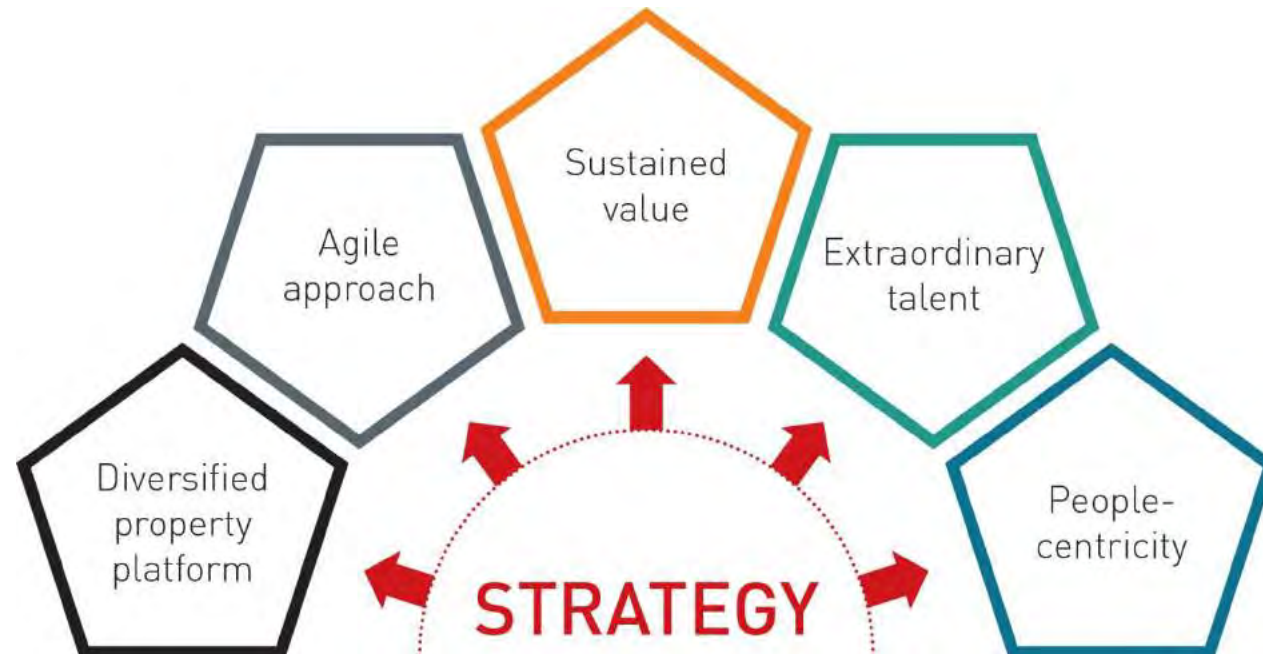 Sustained
value
Agile
approach
Extraordinary
talent
Diversified
property
platform
People-
centricity
STRATEGY